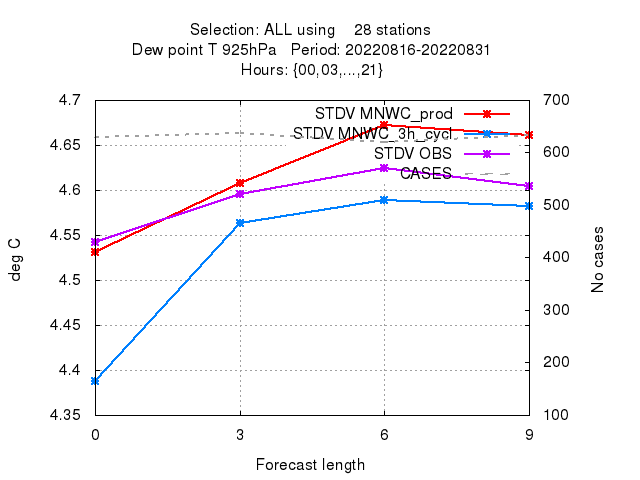 Selection: ALL using 28 stations
Dew point T 925hPa Period: 20220816-20220831
Hours: {00,03,...,21}
4.7 700
STDV MNWC_prod
4.65 STDV MNWC_3h_cycl
600
STDV OBS
4.6 CASES
500
4.55
deg C
400
No cases
4.5
300
4.45
200
4.4
4.35 100
0 3 6 9
Forecast length